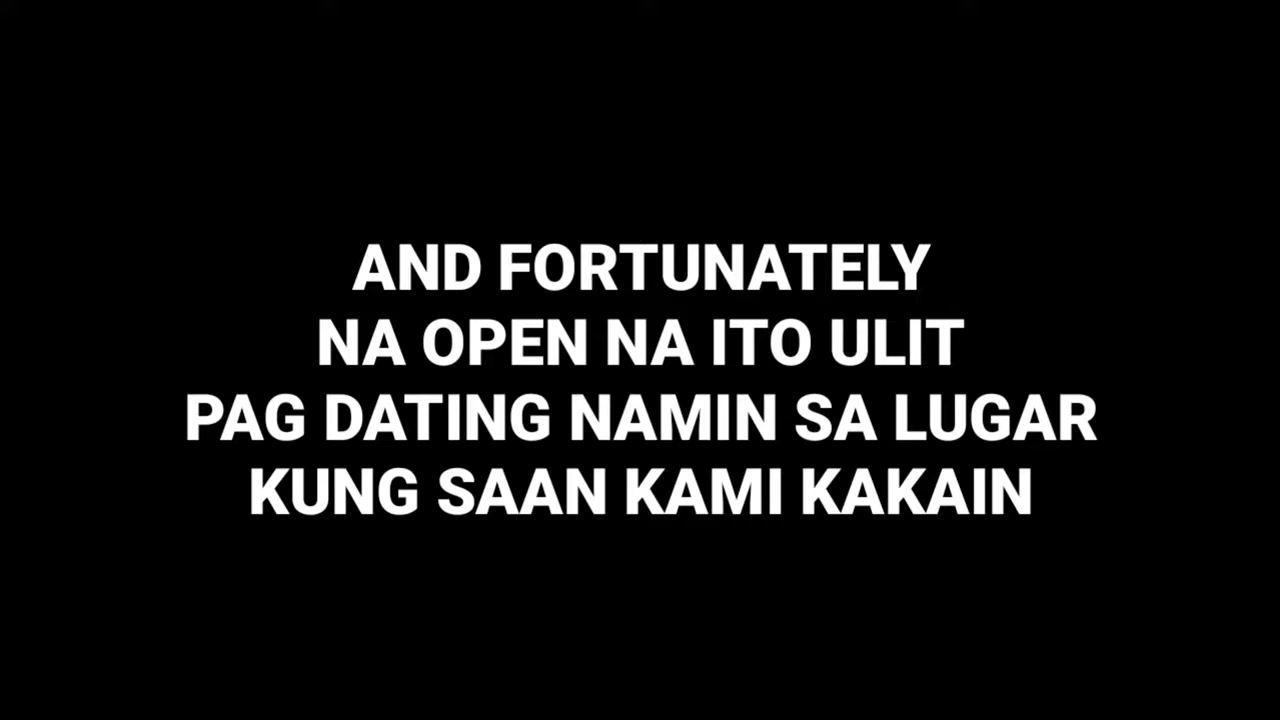 AND FORTUNATELY
NA OPEN NA ITO ULIT
PAG DATING NAMIN SA LUGAR
KUNG SAAN KAMI KAKAIN